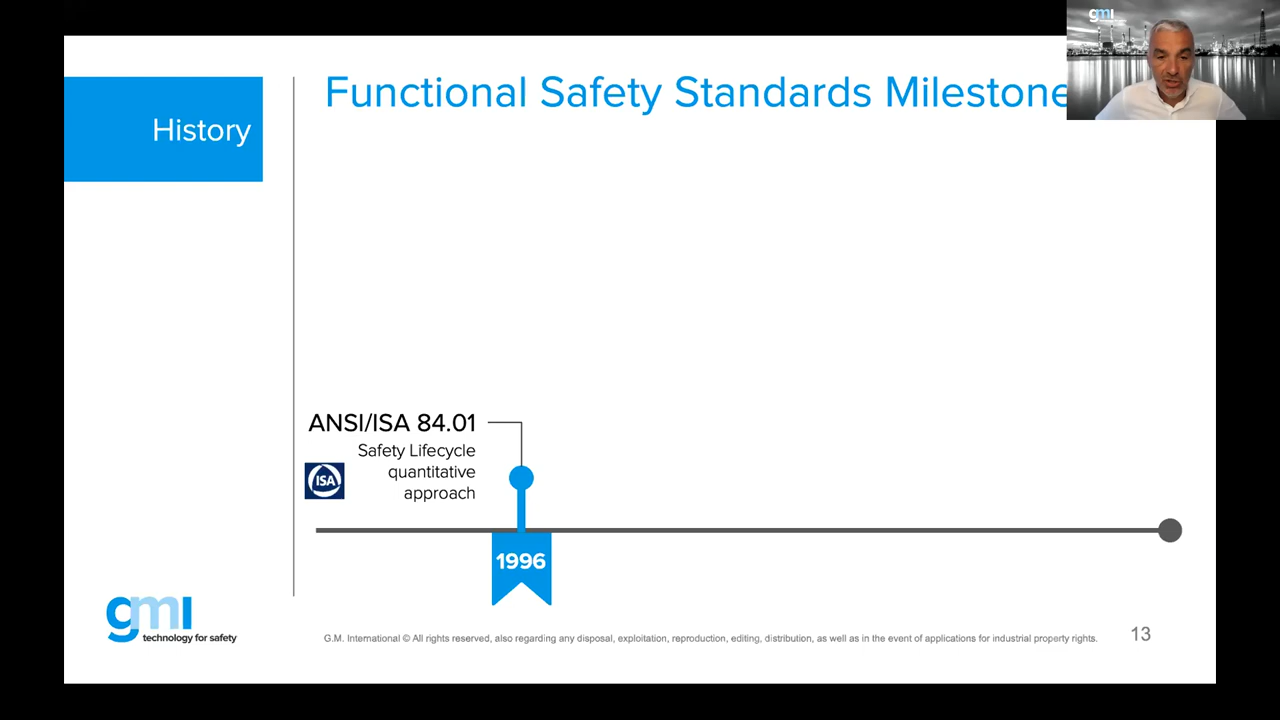 gmi
History
Functional Safety Standards Milestone
ANSI/ISA 84.01
Safety Lifecycle
quantitative
approach
ISA
1996
gmi
technology for safety
G.M. International © All rights reserved, also regarding any disposal, exploitation, reproduction, editing, distribution, as well as in the event of applications for industrial property rights.
13